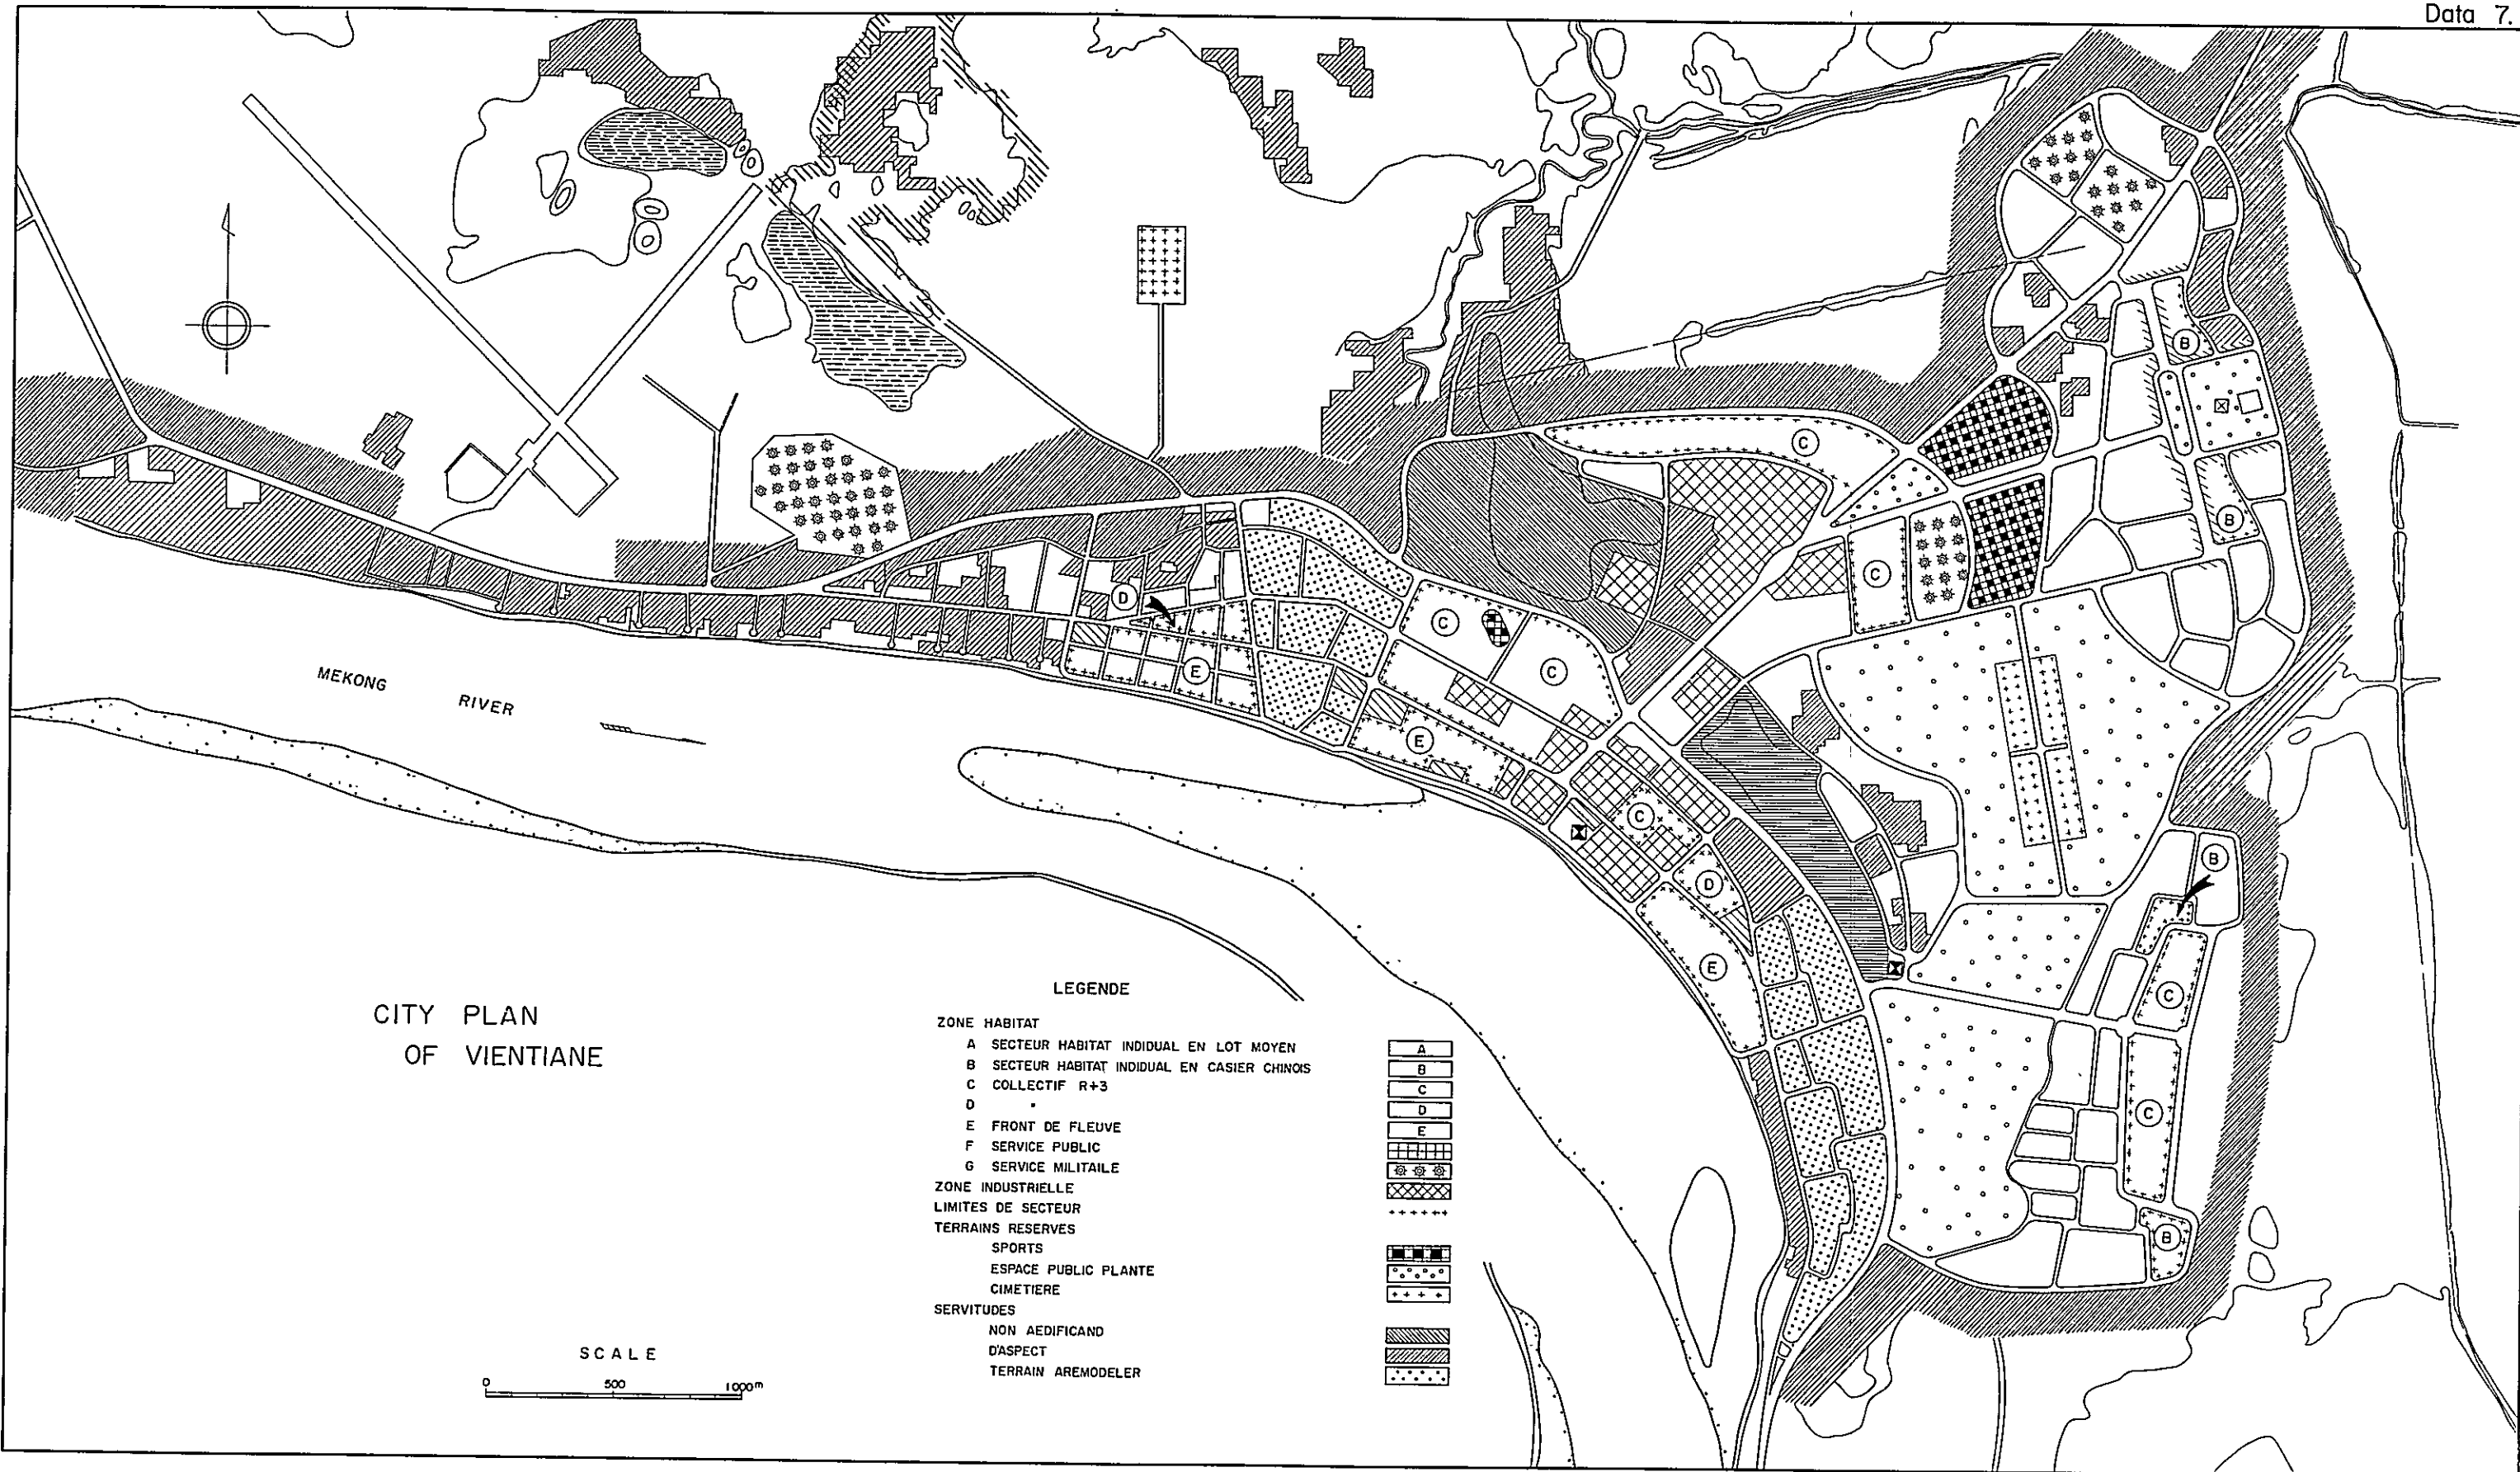 Data 7.
B
C
B
C
D
C
C
E
E
C
D
B
E
C
C
B
MEKONG RIVER
CITY PLAN
OF VIENTIANE
LEGENDE
ZONE HABITAT
A SECTEUR HABITAT INDIDUAL EN LOT MOYEN A
B SECTEUR HABITAT INDIDUAL EN CASIER CHINOIS B
C COLLECTIF R+3 C
D " D
E FRONT DE FLEUVE E
F SERVICE PUBLIC
G SERVICE MILITAILE
ZONE INDUSTRIELLE
LIMITES DE SECTEUR
TERRAINS RESERVES
SPORTS
ESPACE PUBLIC PLANTE
CIMETIERE
SERVITUDES
NON AEDIFICAND
D'ASPECT
TERRAIN AREMODELER
SCALE
0 500 1000m